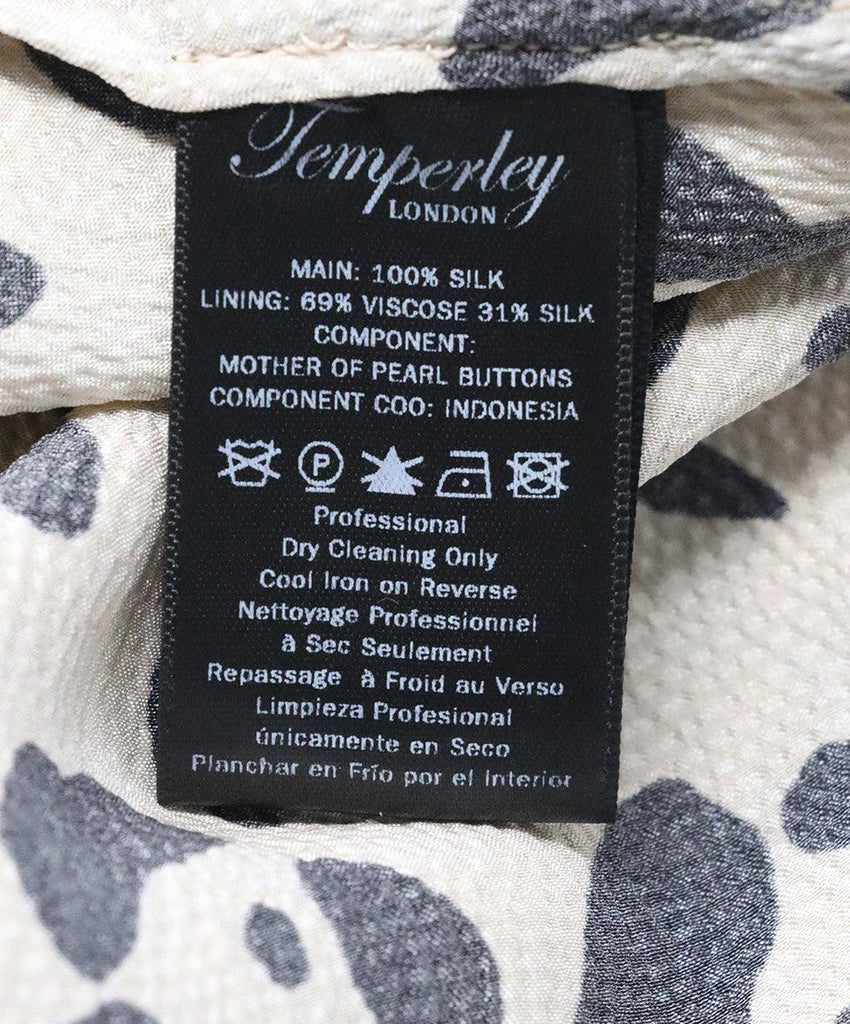 Temperley
LONDON
MAIN: 100% SILK
LINING: 69% VISCOSE 31% SILK
COMPONENT:
MOTHER OF PEARL BUTTONS
COMPONENT COO: INDONESIA
P
Professional
Dry Cleaning Only
Cool Iron on Reverse
Nettoyage Professionnel
à Sec Seulement
Repassage à Froid au Verso
Limpieza Profesional
únicamente en Seco
Planchar en Frío por el Interior